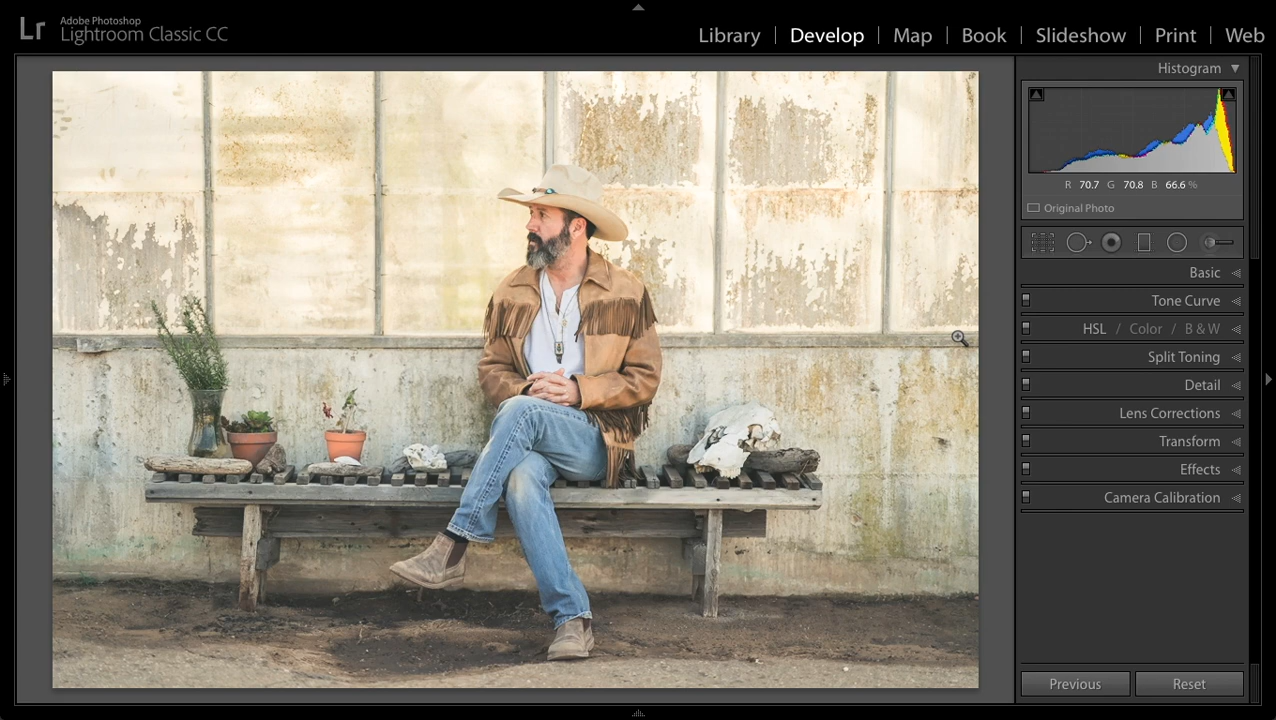 Lr
Adobe Photoshop
Lightroom Classic CC
Library | Develop | Map | Book | Slideshow | Print | Web
Histogram
R 70.7 G 70.8 B 66.6 %
Original Photo
Basic
Tone Curve
HSL / Color / B & W
Split Toning
Detail
Lens Corrections
Transform
Effects
Camera Calibration
Previous
Reset